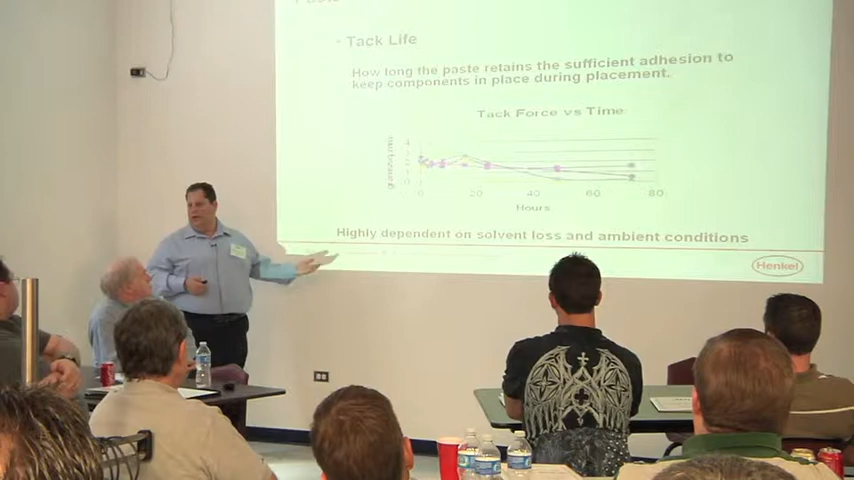 - Tack Life
How long the paste retains the sufficient adhesion to
keep components in place during placement.
Tack Force vs Time
0 20 40 60 80
Hours
Highly dependent on solvent loss and ambient conditions
Henkel